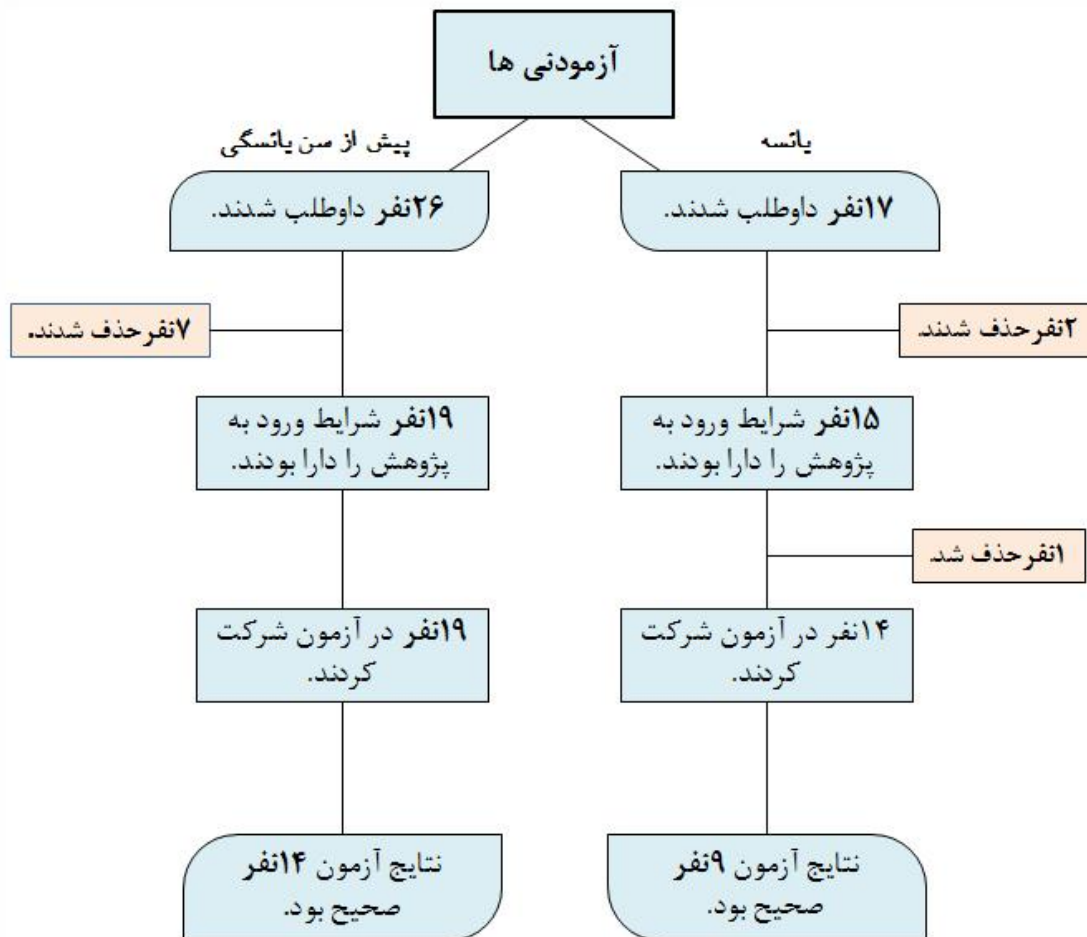 آزمودنی ها
یائسه
پیش از سن یائسگی
۱۷نفر داوطلب شدند.
۲۶نفر داوطلب شدند.
۲نفرحذف شدند.
۷نفرحذف شدند.
۱۵نفر شرایط ورود به
پژوهش را دارا بودند.
۱۹نفر شرایط ورود به
پژوهش را دارا بودند.
۱نفرحذف شد.
۱۴نفر در آزمون شرکت
کردند.
۱۹نفر در آزمون شرکت
کردند.
نتایج آزمون ۹نفر
صحیح بود.
نتایج آزمون ۱۴نفر
صحیح بود.